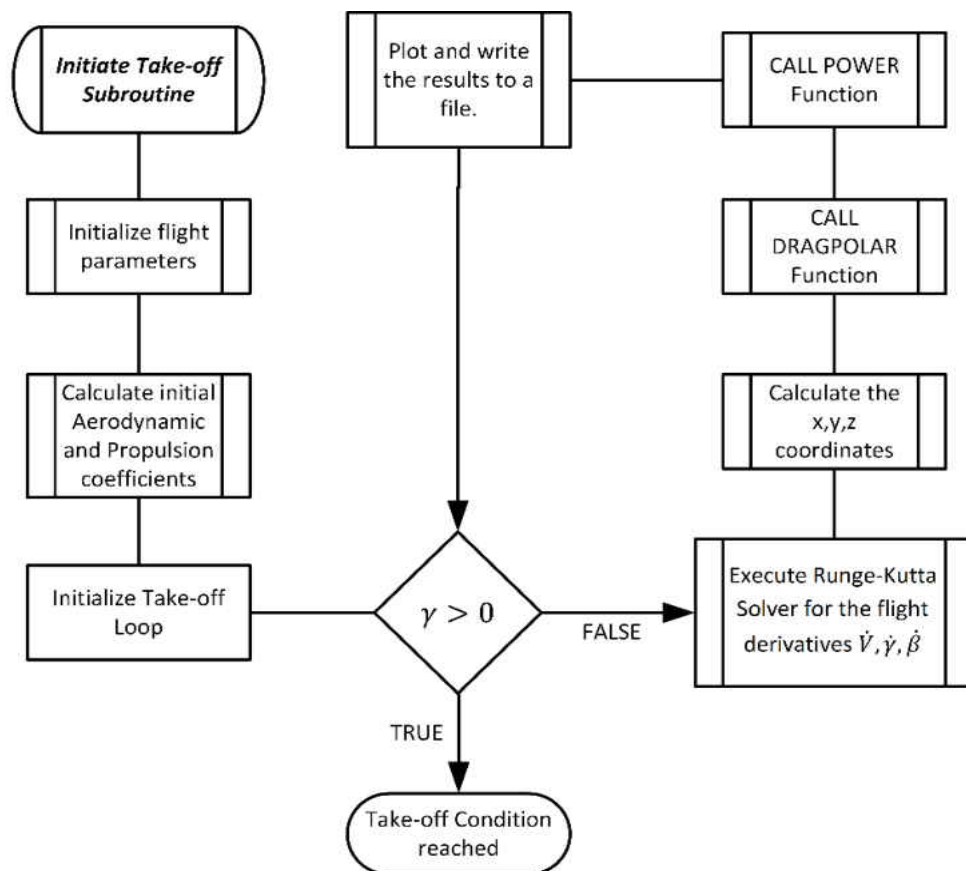 Initiate Take-off
Subroutine
Initialize flight
parameters
Calculate initial
Aerodynamic
and Propulsion
coefficients
Initialize Take-off
Loop
Plot and write
the results to a
file.
γ > 0
FALSE
TRUE
Take-off Condition
reached
CALL POWER
Function
CALL
DRAGPOLAR
Function
Calculate the
x,y,z
coordinates
Execute Runge-Kutta
Solver for the flight
derivatives V̇, γ̇, β̇